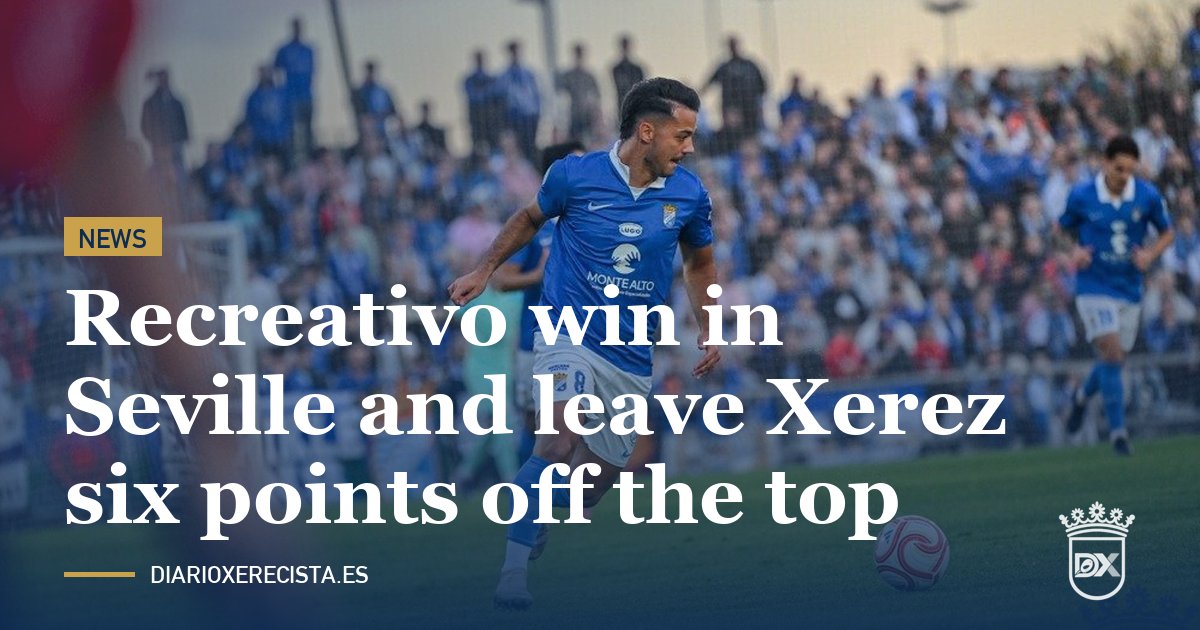 LUGO
MONTE ALTO
8
NEWS
Recreativo win in
Seville and leave Xerez
six points off the top
DIARIOXERECISTA.ES
DX